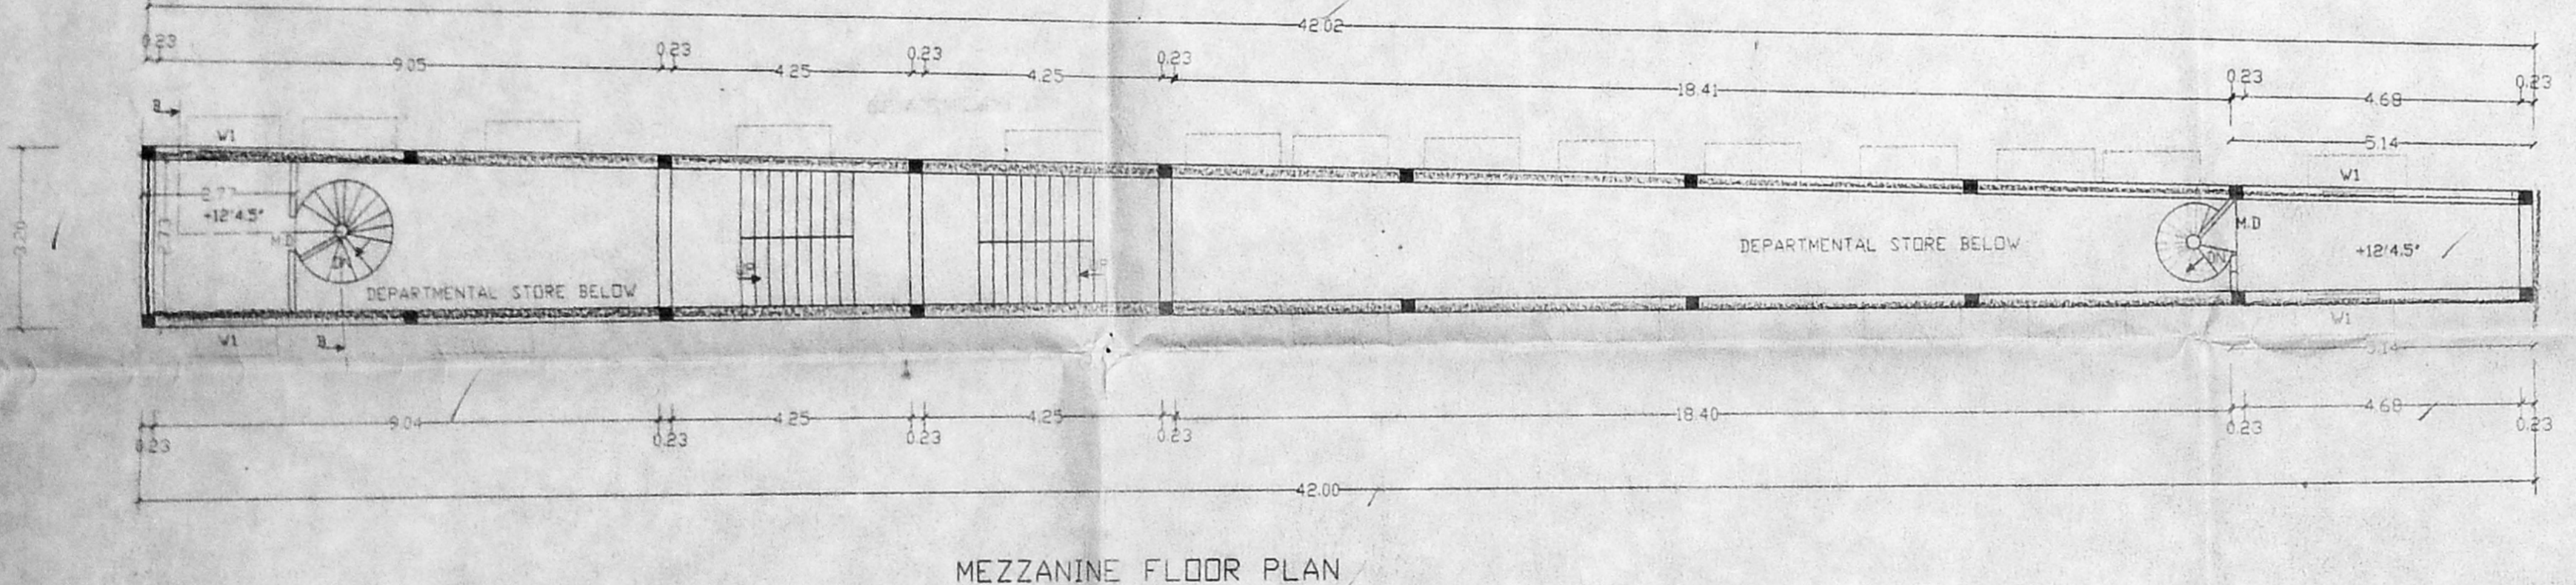 42.02
0.23 9.05 0.23 4.25 0.23 4.25 0.23 18.41 0.23 4.68 0.23
5.14
B
W1 W1
2.77
+12'4.5"
2.73
3.20
M.D
DN
DEPARTMENTAL STORE BELOW
UP UP
DEPARTMENTAL STORE BELOW
M.D
DN
+12'4.5"
W1 W1
B
5.14
9.04 4.25 4.25 18.40 4.68
0.23 0.23 0.23 0.23 0.23 0.23
42.00
MEZZANINE FLOOR PLAN